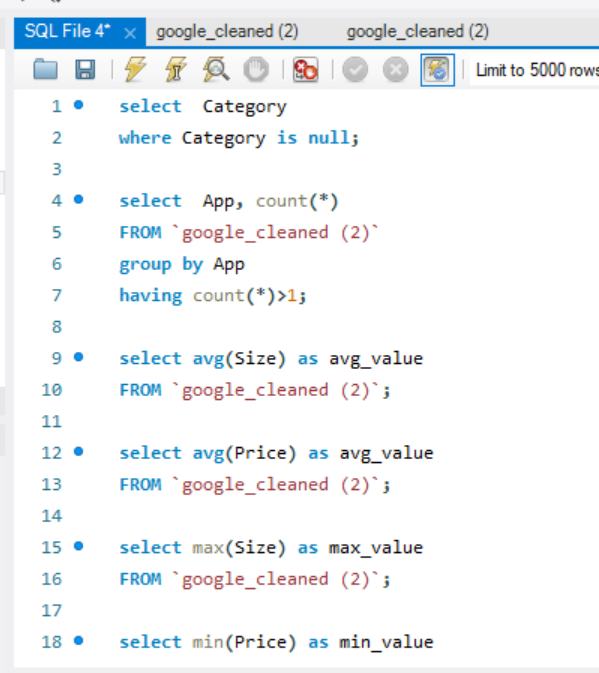 SQL File 4* × google_cleaned (2) google_cleaned (2)
Limit to 5000 rows
1 select Category
2 where Category is null;
3
4 select App, count(*)
5 FROM `google_cleaned (2)`
6 group by App
7 having count(*)>1;
8
9 select avg(Size) as avg_value
10 FROM `google_cleaned (2)`;
11
12 select avg(Price) as avg_value
13 FROM `google_cleaned (2)`;
14
15 select max(Size) as max_value
16 FROM `google_cleaned (2)`;
17
18 select min(Price) as min_value